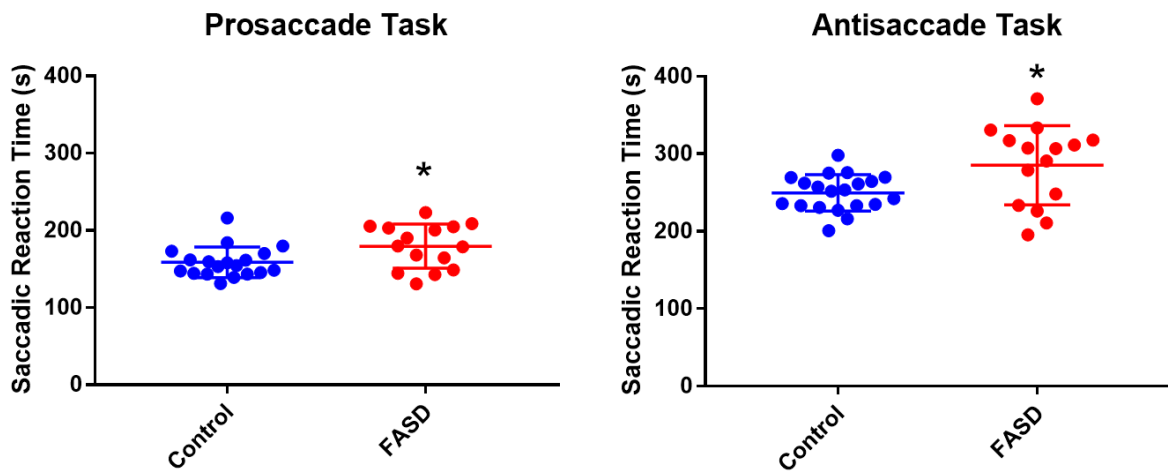 Prosaccade Task
Saccadic Reaction Time (s)
400
300
200
100
0
*
Control
FASD
Antisaccade Task
Saccadic Reaction Time (s)
400
300
200
100
0
*
Control
FASD